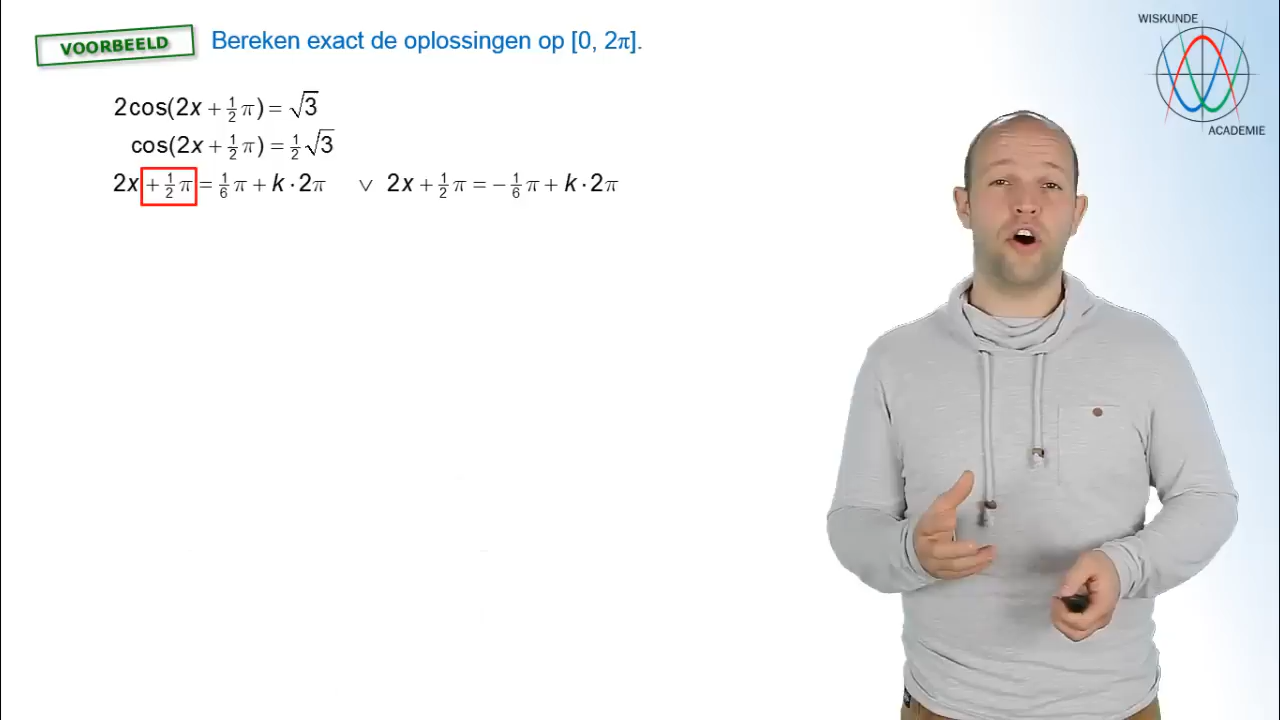 VOORBEELD
Bereken exact de oplossingen op [0, 2π].
WISKUNDE
ACADEMIE
2cos(2x + ½π) = √3
cos(2x + ½π) = ½√3
2x + ½π = ⅙π + k · 2π ∨ 2x + ½π = −⅙π + k · 2π